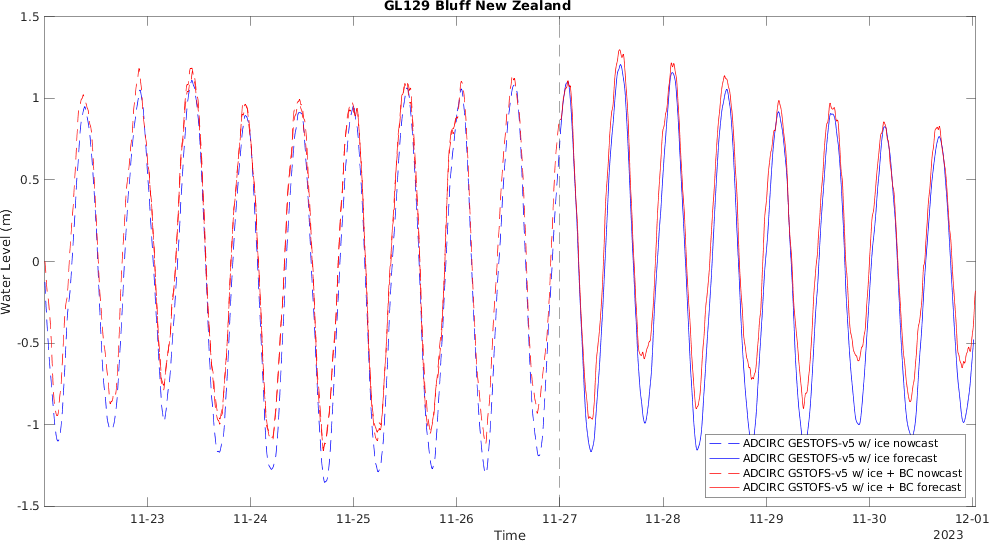 GL129 Bluff New Zealand
1.5
1
0.5
0
-0.5
-1
-1.5
Water Level (m)
ADCIRC GESTOFS-v5 w/ ice nowcast
ADCIRC GESTOFS-v5 w/ ice forecast
ADCIRC GSTOFS-v5 w/ ice + BC nowcast
ADCIRC GSTOFS-v5 w/ ice + BC forecast
11-23 11-24 11-25 11-26 11-27 11-28 11-29 11-30 12-01
Time
2023